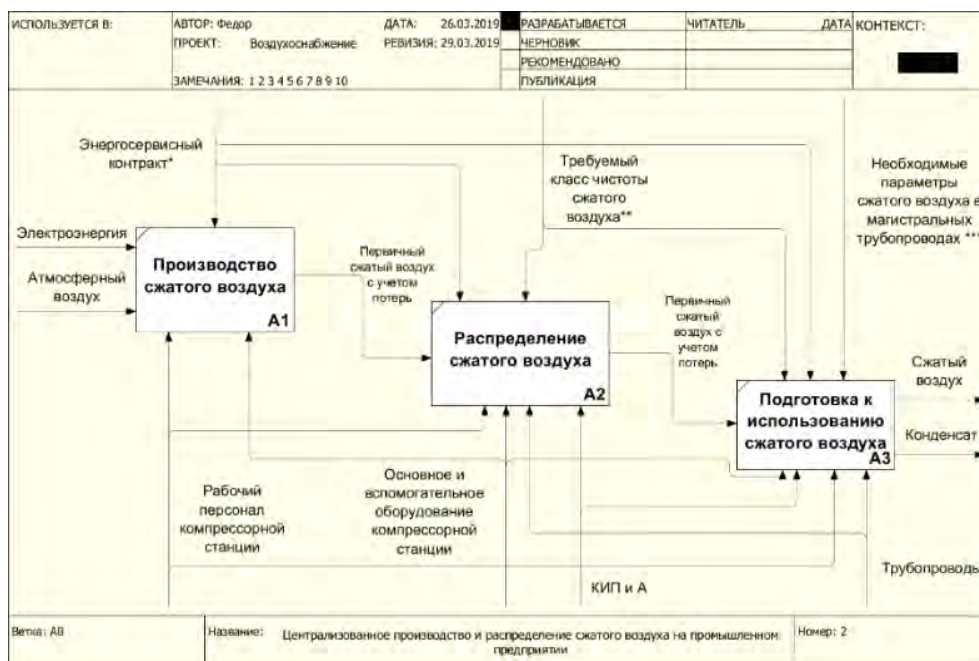 ИСПОЛЬЗУЕТСЯ В:
АВТОР: Федор
ДАТА: 26.03.2019
ПРОЕКТ: Воздухоснабжение
РЕВИЗИЯ: 29.03.2019
ЗАМЕЧАНИЯ: 1 2 3 4 5 6 7 8 9 10
РАЗРАБАТЫВАЕТСЯ
ЧЕРНОВИК
РЕКОМЕНДОВАНО
ПУБЛИКАЦИЯ
ЧИТАТЕЛЬ
ДАТА
КОНТЕКСТ:
Энергосервисный
контракт*
Требуемый
класс чистоты
сжатого
воздуха**
Необходимые
параметры
сжатого воздуха в
магистральных
трубопроводах ***
Электроэнергия
Атмосферный
воздух
Производство
сжатого воздуха
A1
Первичный
сжатый воздух
с учетом
потерь
Распределение
сжатого воздуха
A2
Первичный
сжатый
воздух с
учетом
потерь
Подготовка к
использованию
сжатого воздуха
A3
Сжатый
воздух
Конденсат
Рабочий
персонал
компрессорной
станции
Основное и
вспомогательное
оборудование
компрессорной
станции
КИП и А
Трубопроводы
Ветка: AB
Название: Централизованное производство и распределение сжатого воздуха на промышленном
предприятии
Номер: 2